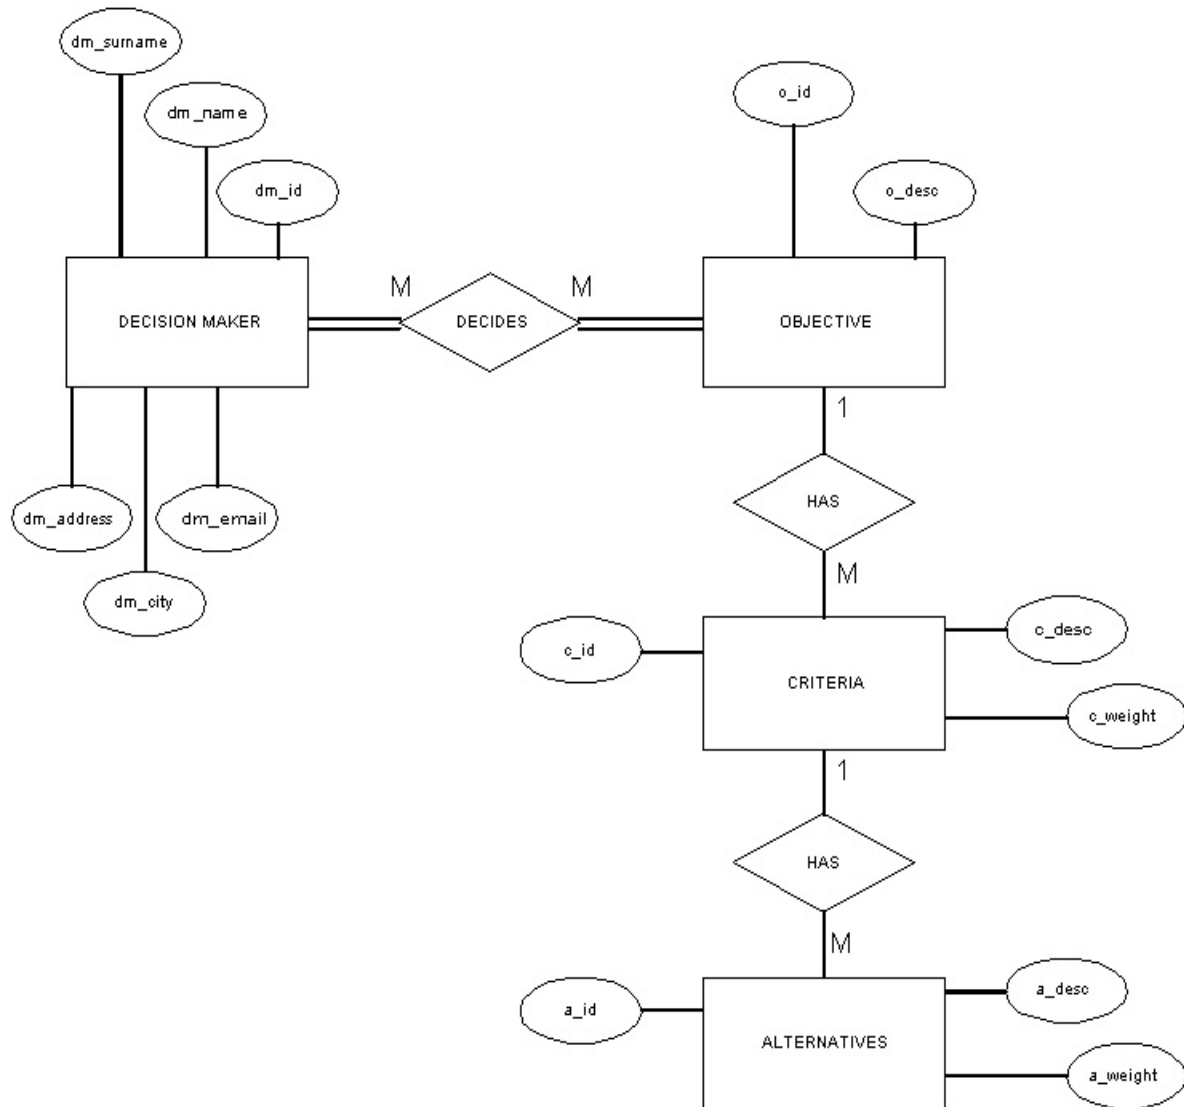 dm_surname
dm_name
o_id
dm_id
o_desc
M
M
DECISION MAKER
DECIDES
OBJECTIVE
1
HAS
dm_address
dm_email
M
dm_city
c_desc
c_id
CRITERIA
c_weight
1
HAS
M
a_desc
a_id
ALTERNATIVES
a_weight